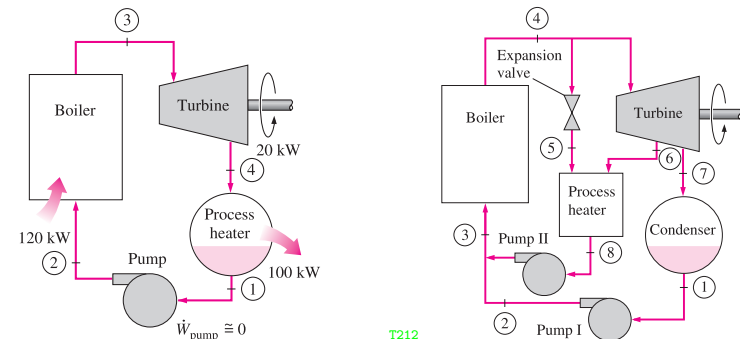 3
Boiler
Turbine
20 kW
4
Process
heater
120 kW
100 kW
2
Pump
1
Ẇpump ≅ 0
4
Expansion
valve
Boiler
Turbine
5
6
7
Process
heater
Condenser
3
Pump II
8
1
2
Pump I
T212